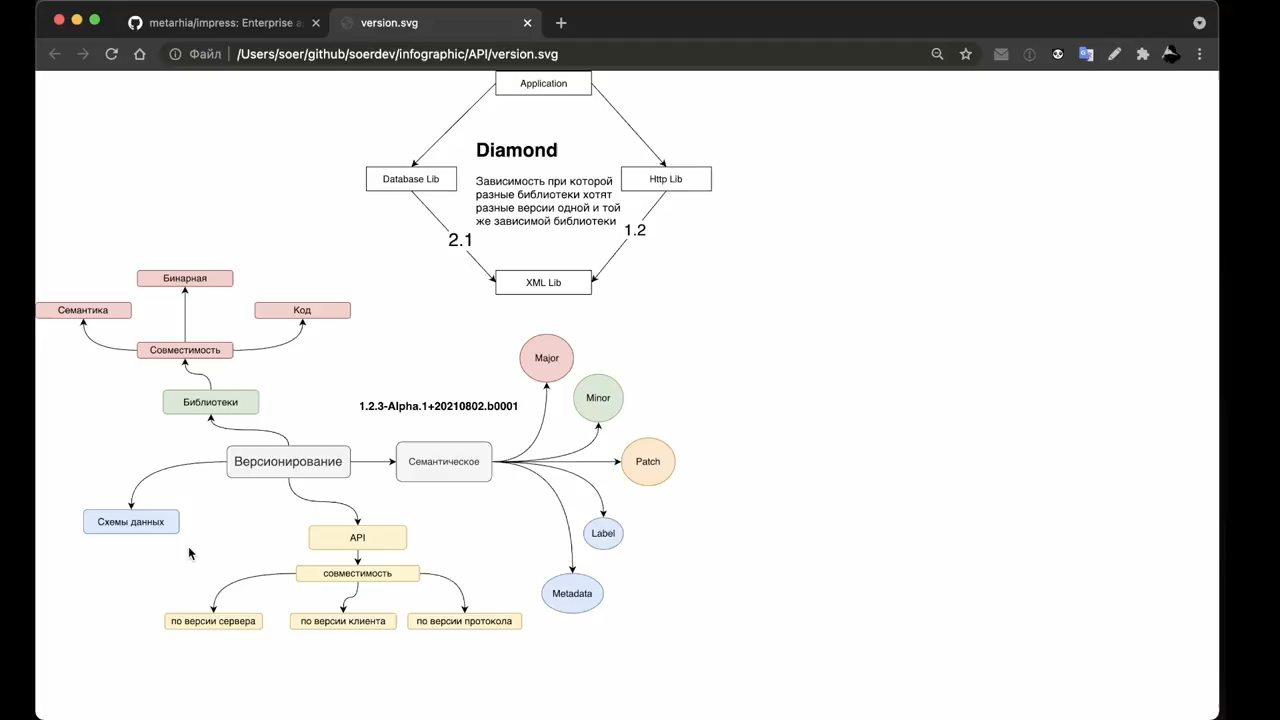 metarhia/impress: Enterprise a
version.svg
Файл
/Users/soer/github/soerdev/infographic/API/version.svg
Application
Diamond
Database Lib
Http Lib
Зависимость при которой
разные библиотеки хотят
разные версии одной и той
же зависимой библиотеки
2.1
1.2
XML Lib
Бинарная
Семантика
Код
Совместимость
Major
Библиотеки
1.2.3-Alpha.1+20210802.b0001
Minor
Версионирование
Семантическое
Patch
Схемы данных
API
Label
совместимость
Metadata
по версии сервера
по версии клиента
по версии протокола